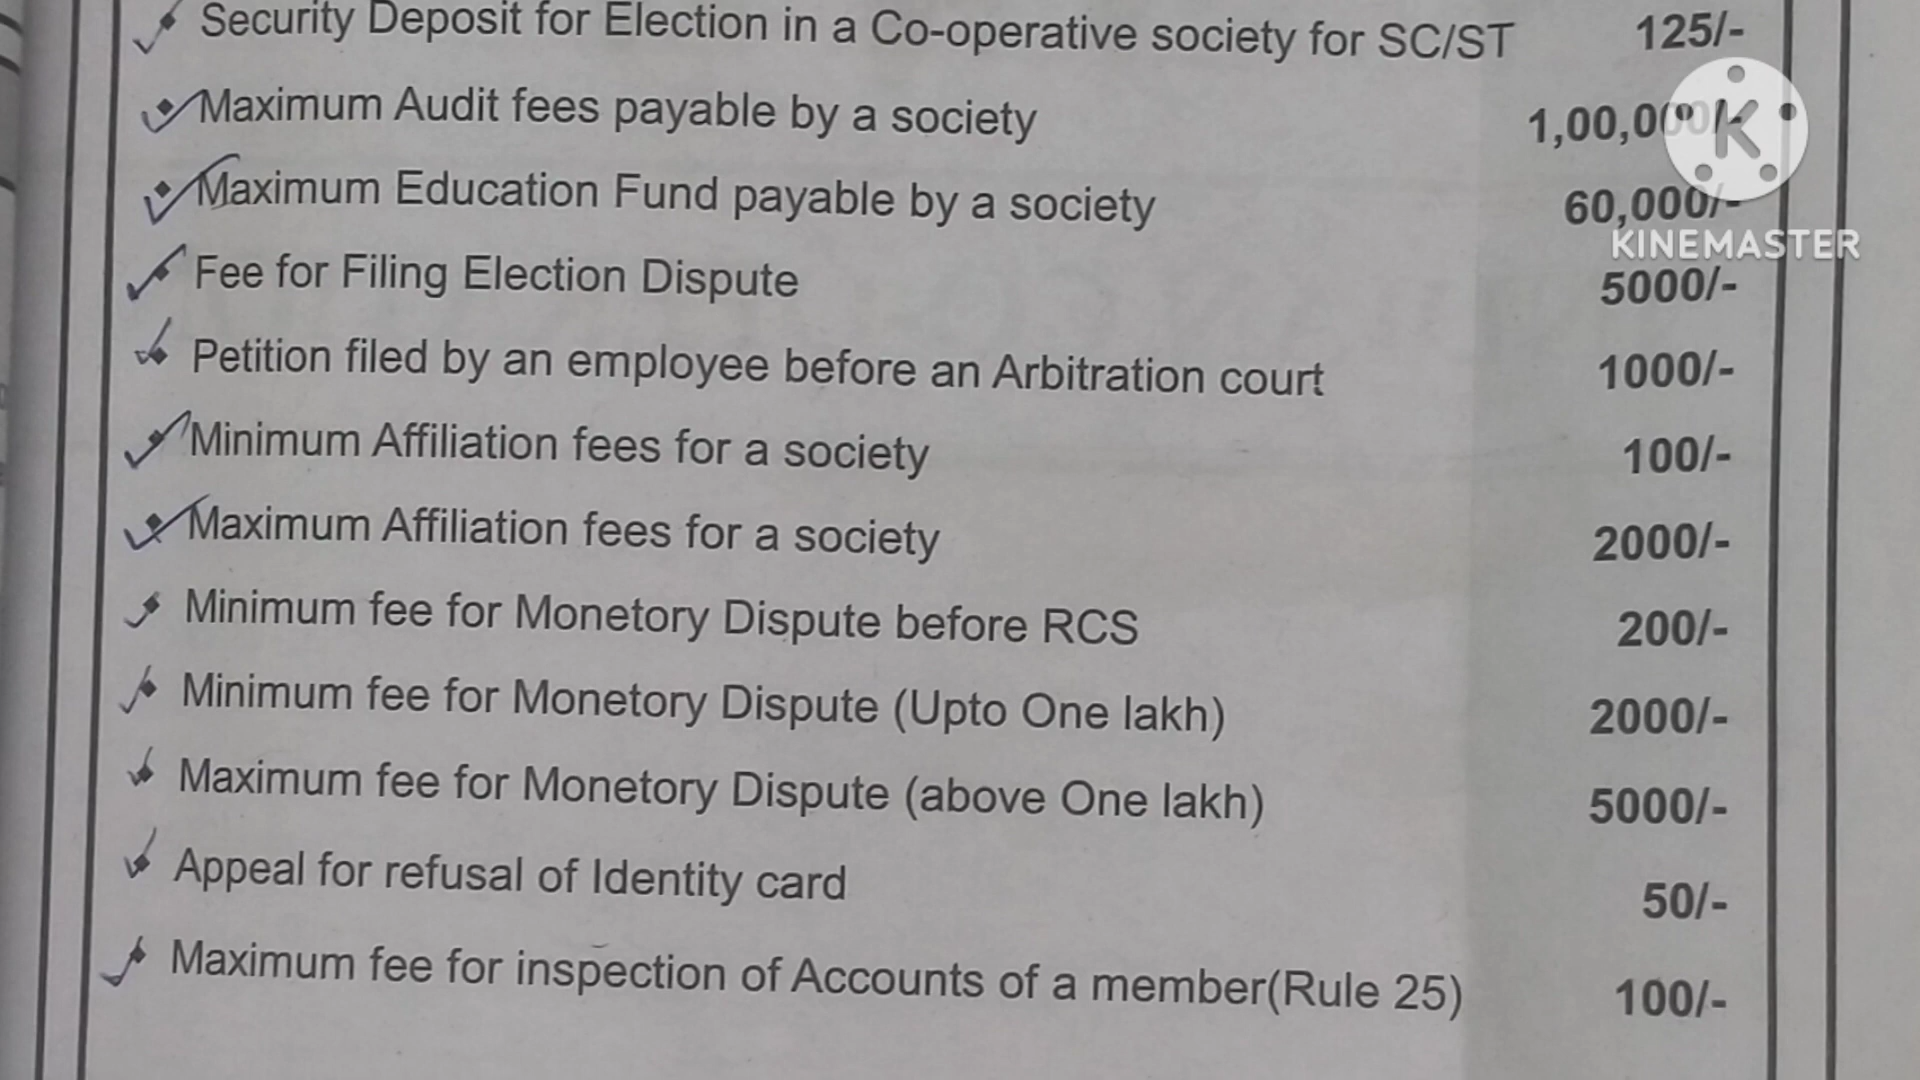 Security Deposit for Election in a Co-operative society for SC/ST 125/-
Maximum Audit fees payable by a society 1,00,000/-
Maximum Education Fund payable by a society 60,000/-
KINEMASTER
Fee for Filing Election Dispute 5000/-
Petition filed by an employee before an Arbitration court 1000/-
Minimum Affiliation fees for a society 100/-
Maximum Affiliation fees for a society 2000/-
Minimum fee for Monetory Dispute before RCS 200/-
Minimum fee for Monetory Dispute (Upto One lakh) 2000/-
Maximum fee for Monetory Dispute (above One lakh) 5000/-
Appeal for refusal of Identity card 50/-
Maximum fee for inspection of Accounts of a member(Rule 25) 100/-